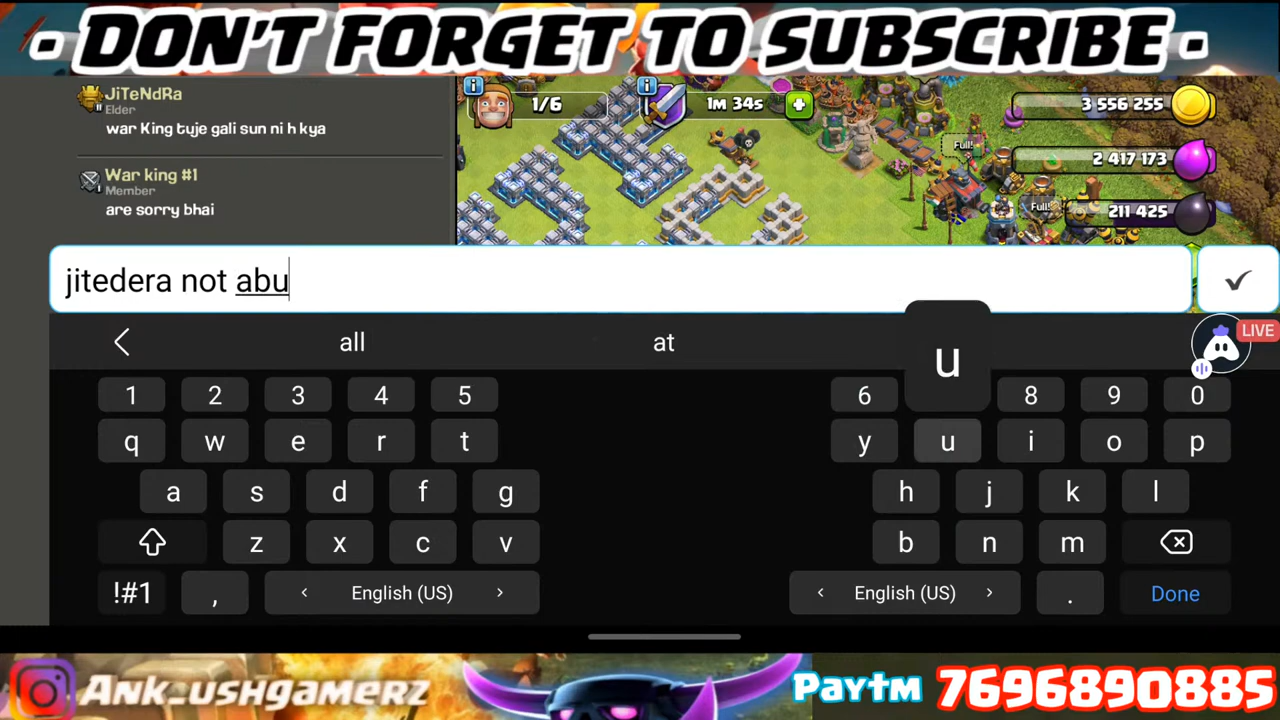 - DON'T FORGET TO SUBSCRIBE -
JiTeNdRa
Elder
war King tuje gali sun ni h kya
War king #1
Member
are sorry bhai
1/6
1m 34s
3 556 255
2 417 173
211 425
Full!
Full!
jitedera not abu
all
at
u
LIVE
1 2 3 4 5 6 8 9 0
q w e r t y u i o p
a s d f g h j k l
z x c v b n m
!#1 , < English (US) > < English (US) > . Done
Ank_ushgamerz
Paytm 7696890885